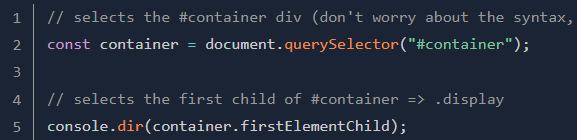 1 // selects the #container div (don't worry about the syntax,
2 const container = document.querySelector("#container");
3
4 // selects the first child of #container => .display
5 console.dir(container.firstElementChild);